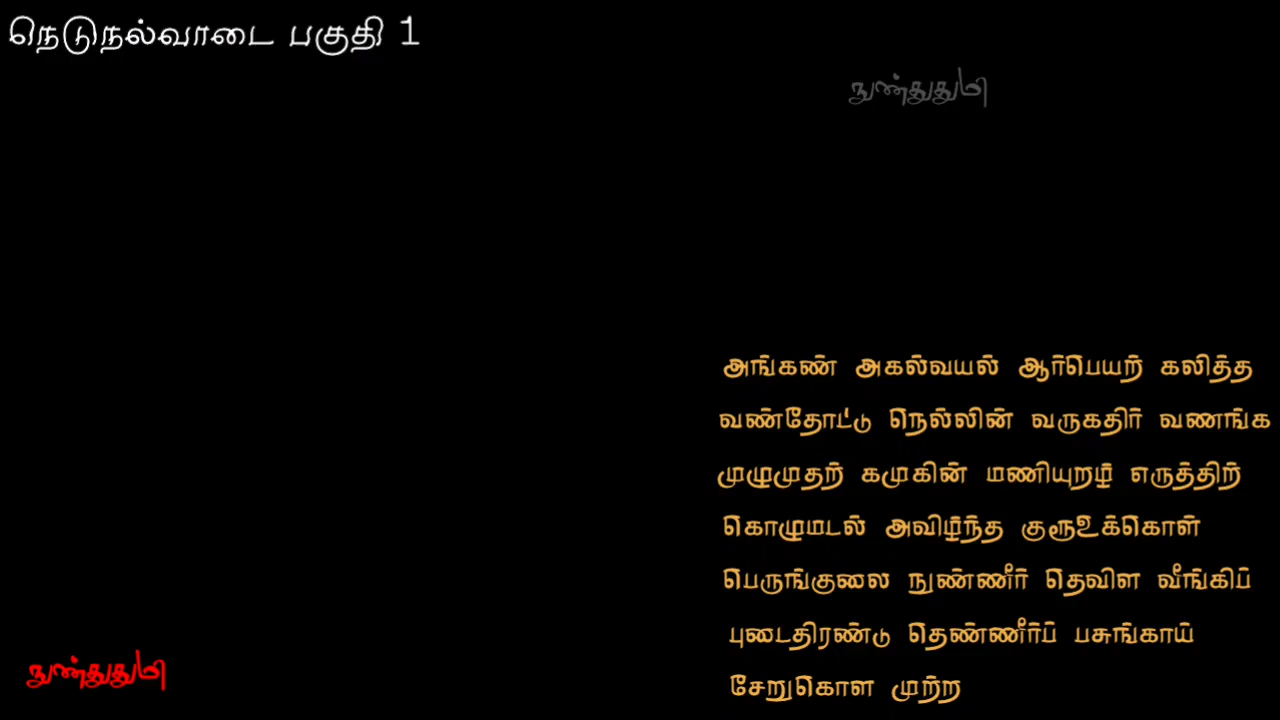 நெடுநல்வாடை பகுதி 1
நுண்துதுமி
அங்கண் அகல்வயல் ஆர்பெயற் கலித்த
வண்தோட்டு நெல்லின் வருகதிர் வணங்க
முழுமுதற் கமுகின் மணியுறழ் எருத்திற்
கொழுமடல் அவிழ்ந்த குரூஉக்கொள்
பெருங்குலை நுண்ணீர் தெவிள வீங்கிப்
புடைதிரண்டு தெண்ணீர்ப் பசுங்காய்
சேறுகொள முற்ற
நுண்துதுமி